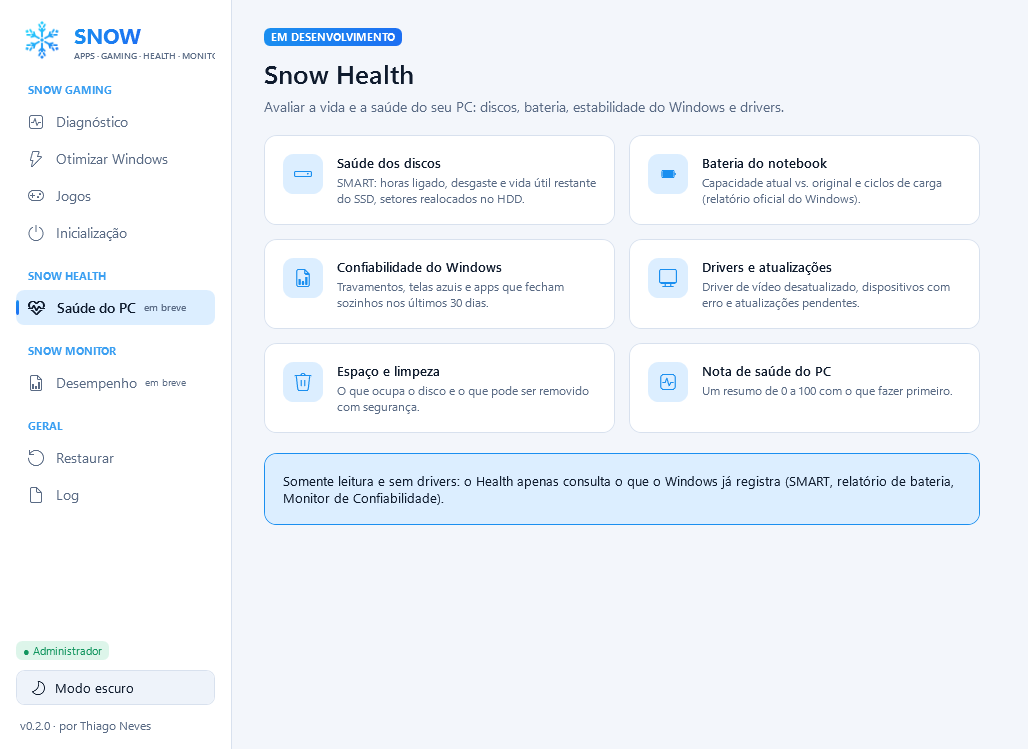 SNOW
APPS · GAMING · HEALTH · MONITO
SNOW GAMING
Diagnóstico
Otimizar Windows
Jogos
Inicialização
SNOW HEALTH
Saúde do PC em breve
SNOW MONITOR
Desempenho em breve
GERAL
Restaurar
Log
Administrador
Modo escuro
v0.2.0 · por Thiago Neves
EM DESENVOLVIMENTO
Snow Health
Avaliar a vida e a saúde do seu PC: discos, bateria, estabilidade do Windows e drivers.
Saúde dos discos
SMART: horas ligado, desgaste e vida útil restante
do SSD, setores realocados no HDD.
Bateria do notebook
Capacidade atual vs. original e ciclos de carga
(relatório oficial do Windows).
Confiabilidade do Windows
Travamentos, telas azuis e apps que fecham
sozinhos nos últimos 30 dias.
Drivers e atualizações
Driver de vídeo desatualizado, dispositivos com
erro e atualizações pendentes.
Espaço e limpeza
O que ocupa o disco e o que pode ser removido
com segurança.
Nota de saúde do PC
Um resumo de 0 a 100 com o que fazer primeiro.
Somente leitura e sem drivers: o Health apenas consulta o que o Windows já registra (SMART, relatório de bateria,
Monitor de Confiabilidade).